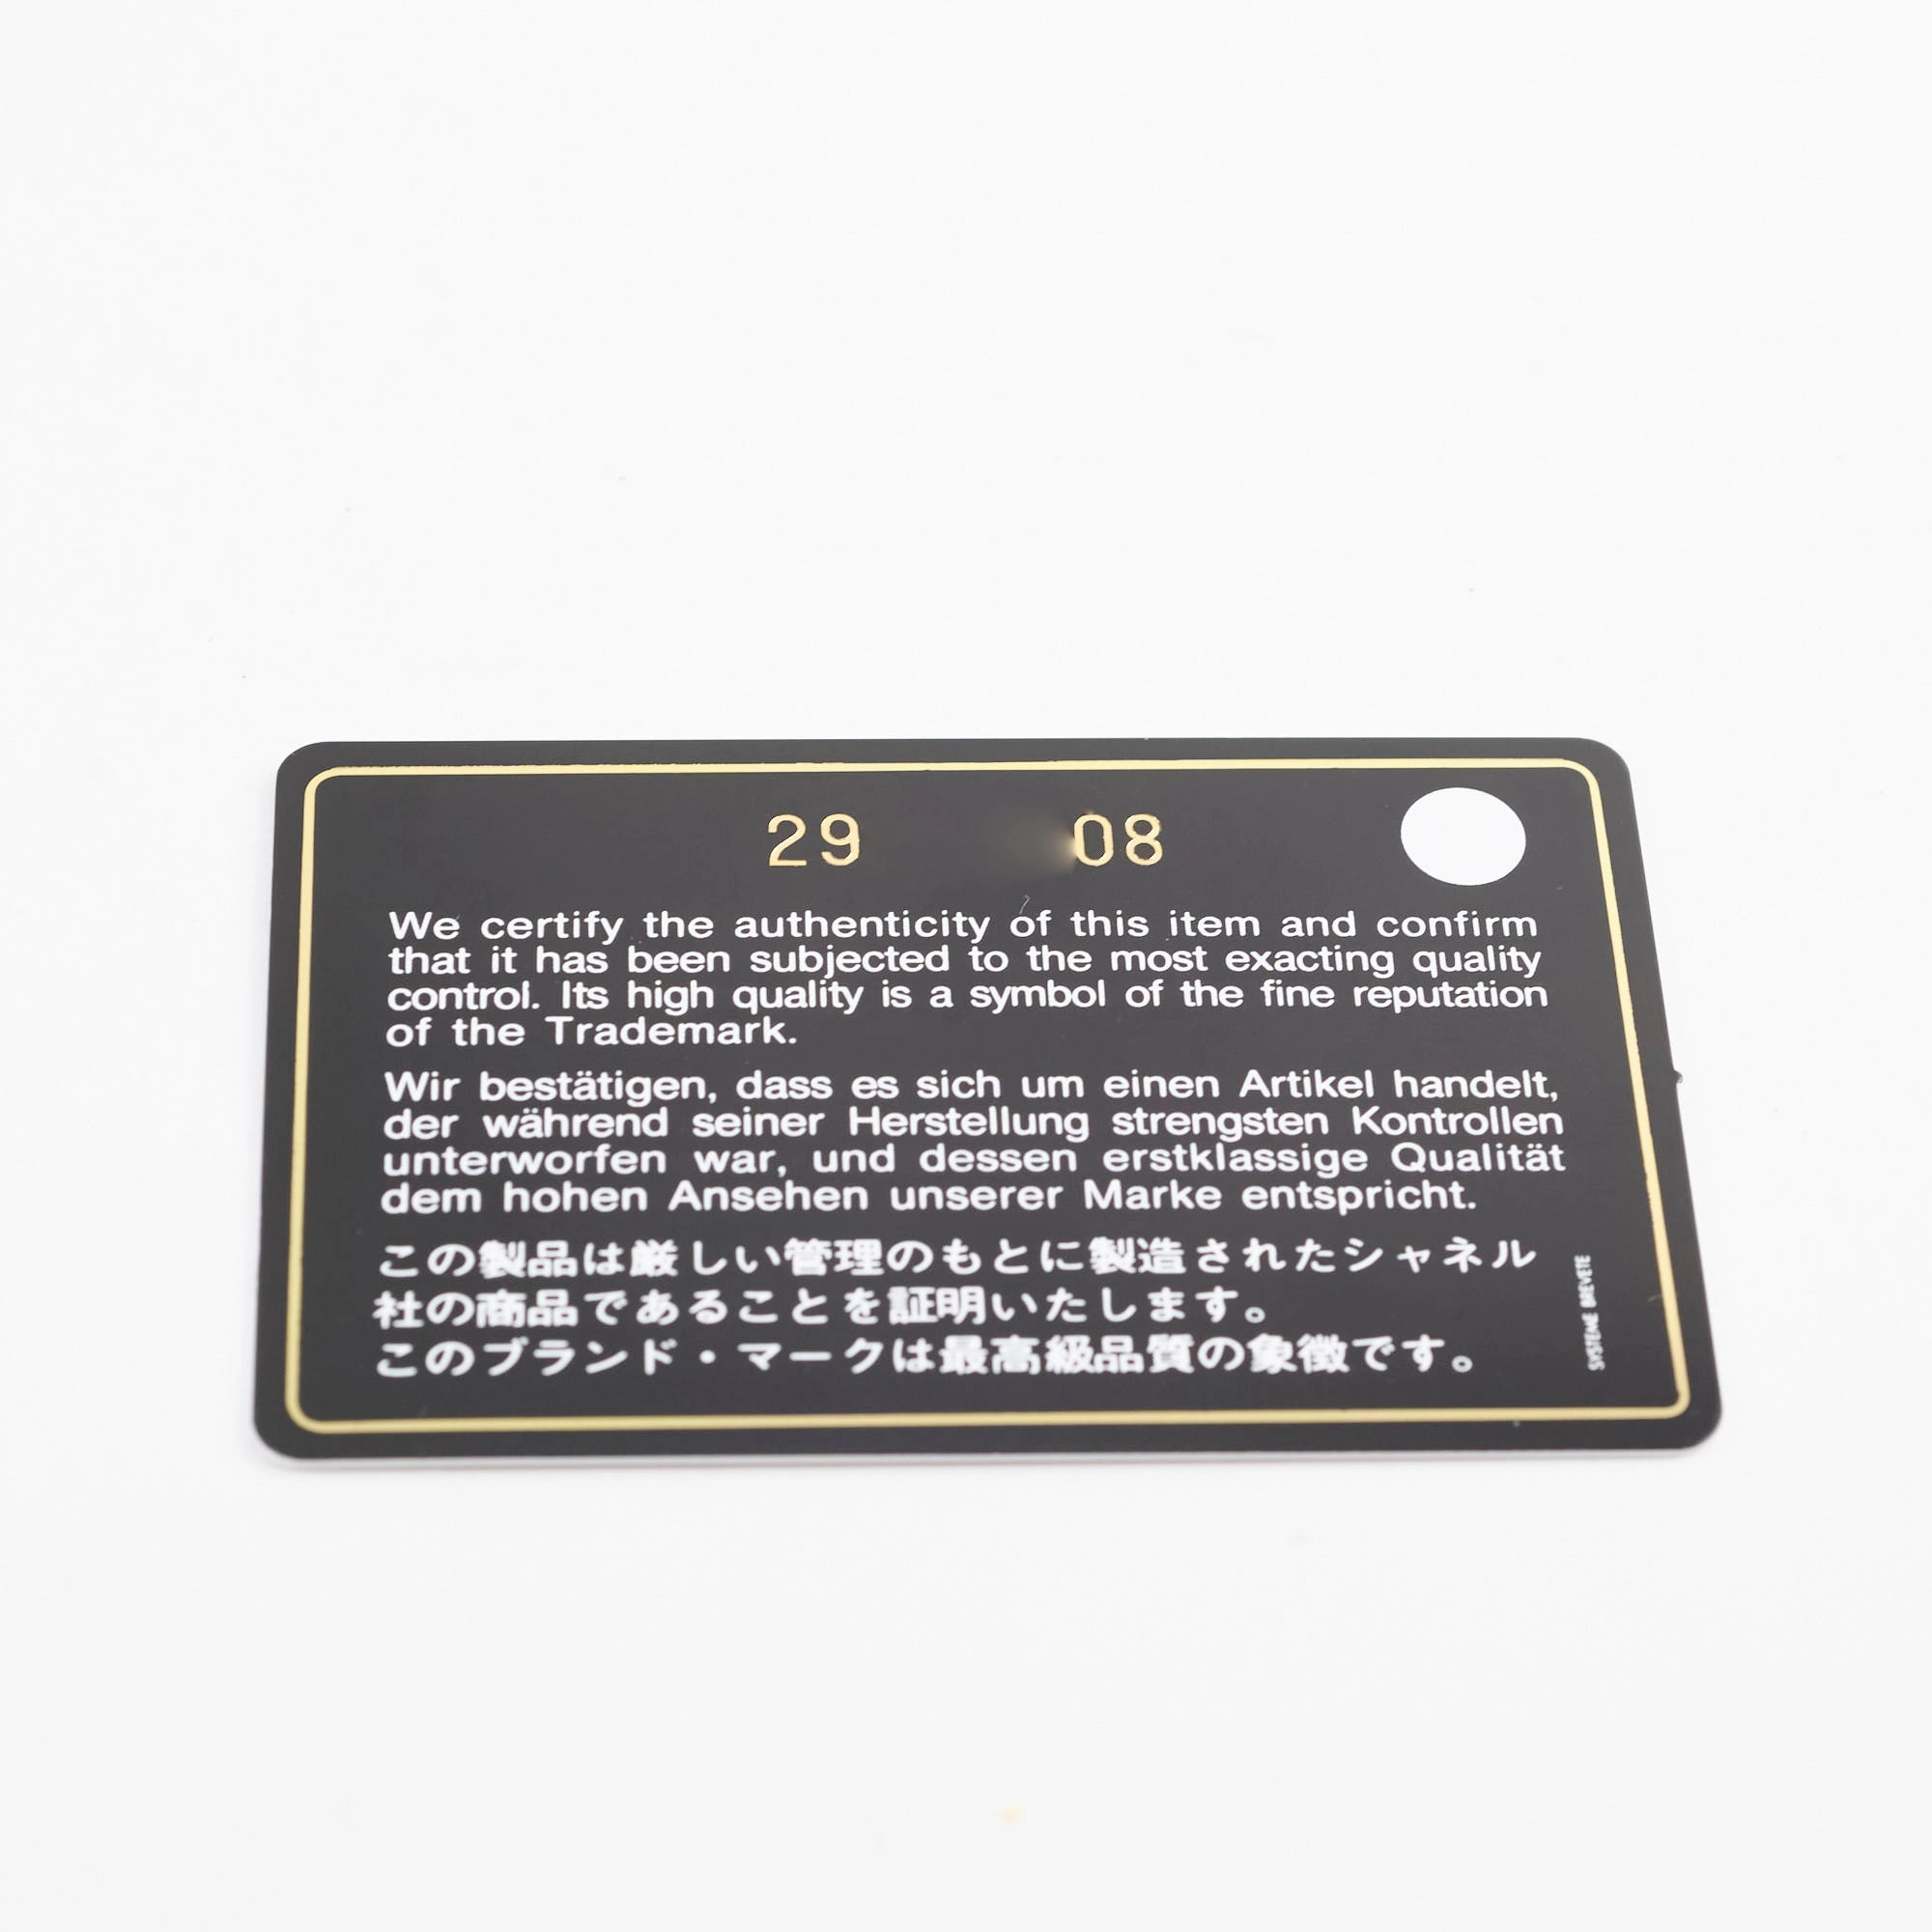 29 08
We certify the authenticity of this item and confirm
that it has been subjected to the most exacting quality
control. Its high quality is a symbol of the fine reputation
of the Trademark.
Wir bestätigen, dass es sich um einen Artikel handelt,
der während seiner Herstellung strengsten Kontrollen
unterworfen war, und dessen erstklassige Qualität
dem hohen Ansehen unserer Marke entspricht.
この製品は厳しい管理のもとに製造されたシャネル
社の商品であることを証明いたします。
このブランド・マークは最高級品質の象徴です。
SYSTEME BREVETE